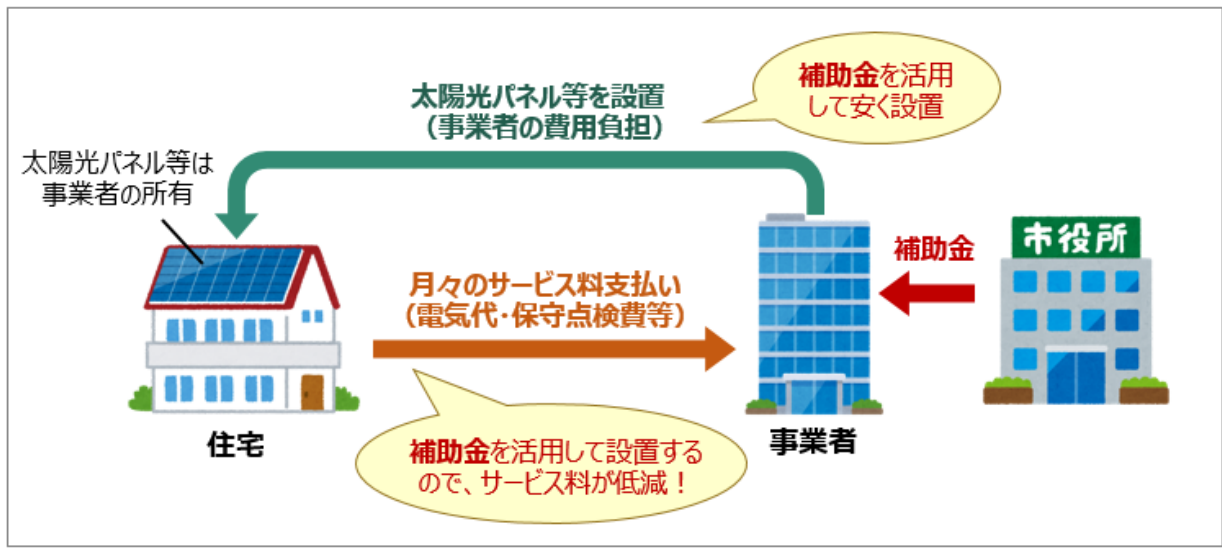 補助金を活用
して安く設置
太陽光パネル等を設置
（事業者の費用負担）
太陽光パネル等は
事業者の所有
市役所
補助金
月々のサービス料支払い
（電気代・保守点検費等）
住宅
事業者
補助金を活用して設置する
ので、サービス料が低減！